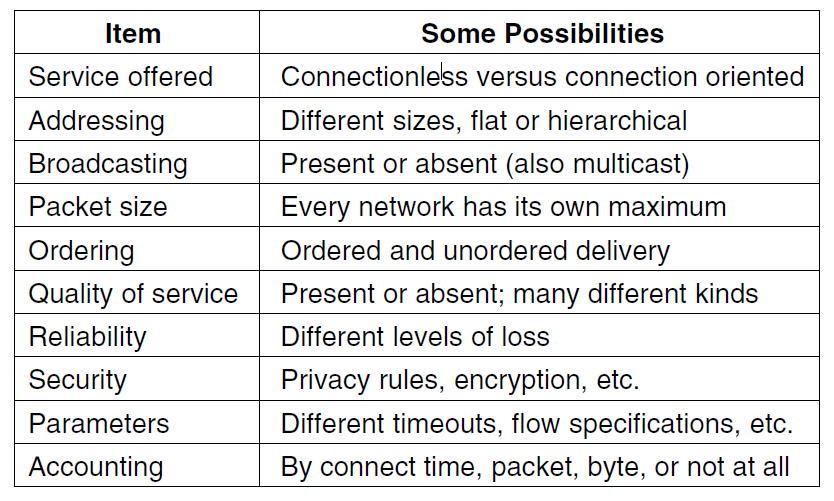 Item Some Possibilities
Service offered Connectionless versus connection oriented
Addressing Different sizes, flat or hierarchical
Broadcasting Present or absent (also multicast)
Packet size Every network has its own maximum
Ordering Ordered and unordered delivery
Quality of service Present or absent; many different kinds
Reliability Different levels of loss
Security Privacy rules, encryption, etc.
Parameters Different timeouts, flow specifications, etc.
Accounting By connect time, packet, byte, or not at all